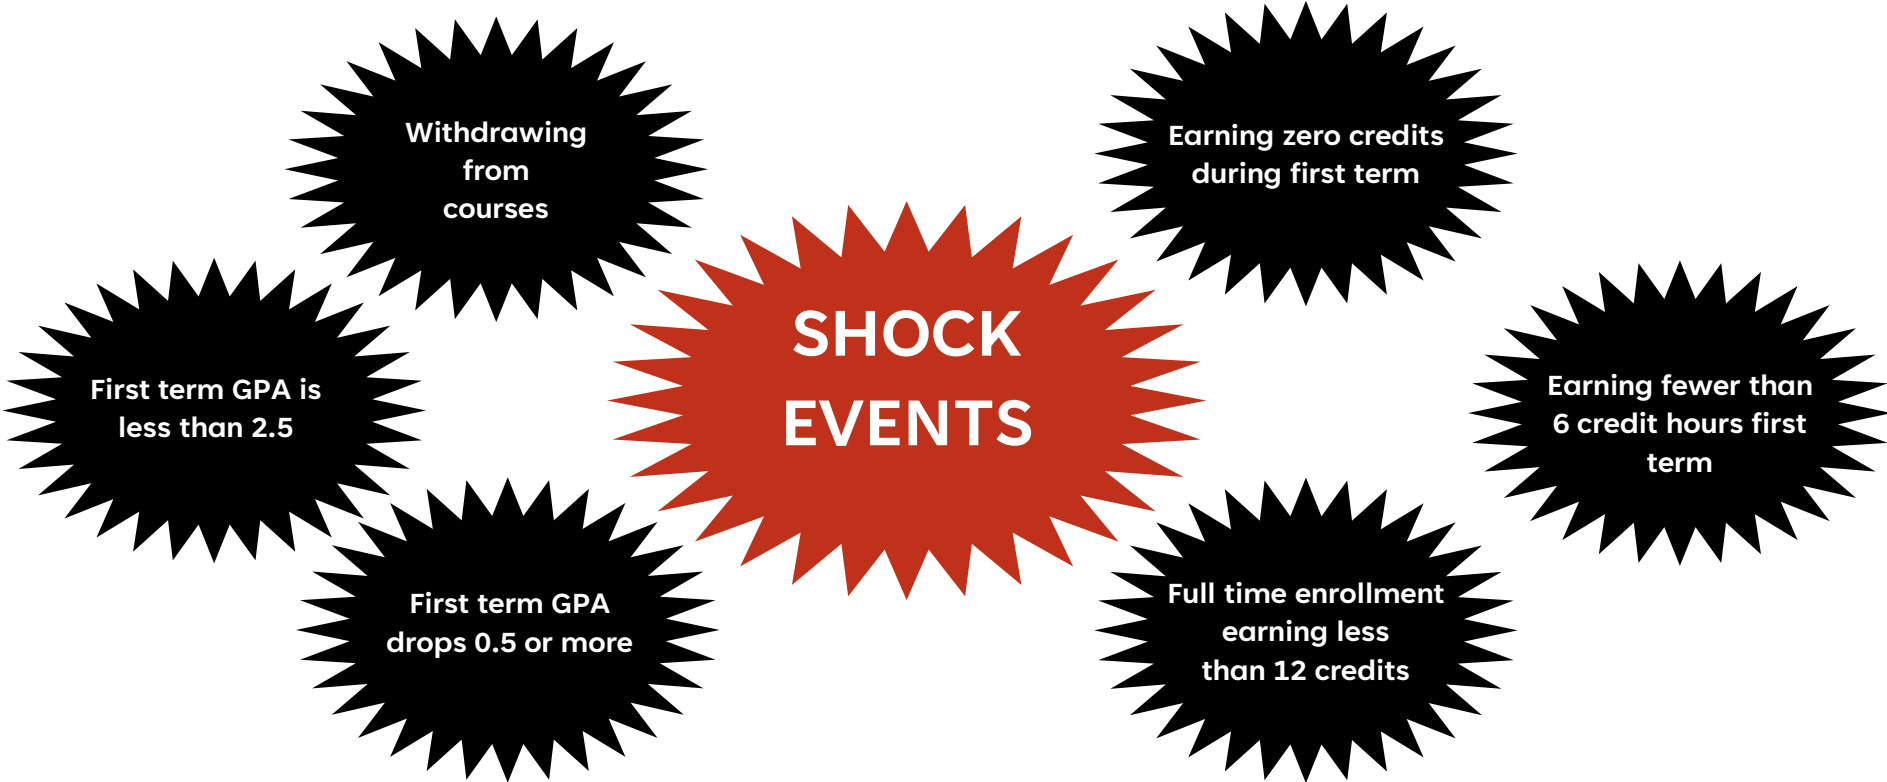 Withdrawing
from
courses
Earning zero credits
during first term
SHOCK
EVENTS
First term GPA is
less than 2.5
Earning fewer than
6 credit hours first
term
First term GPA
drops 0.5 or more
Full time enrollment
earning less
than 12 credits